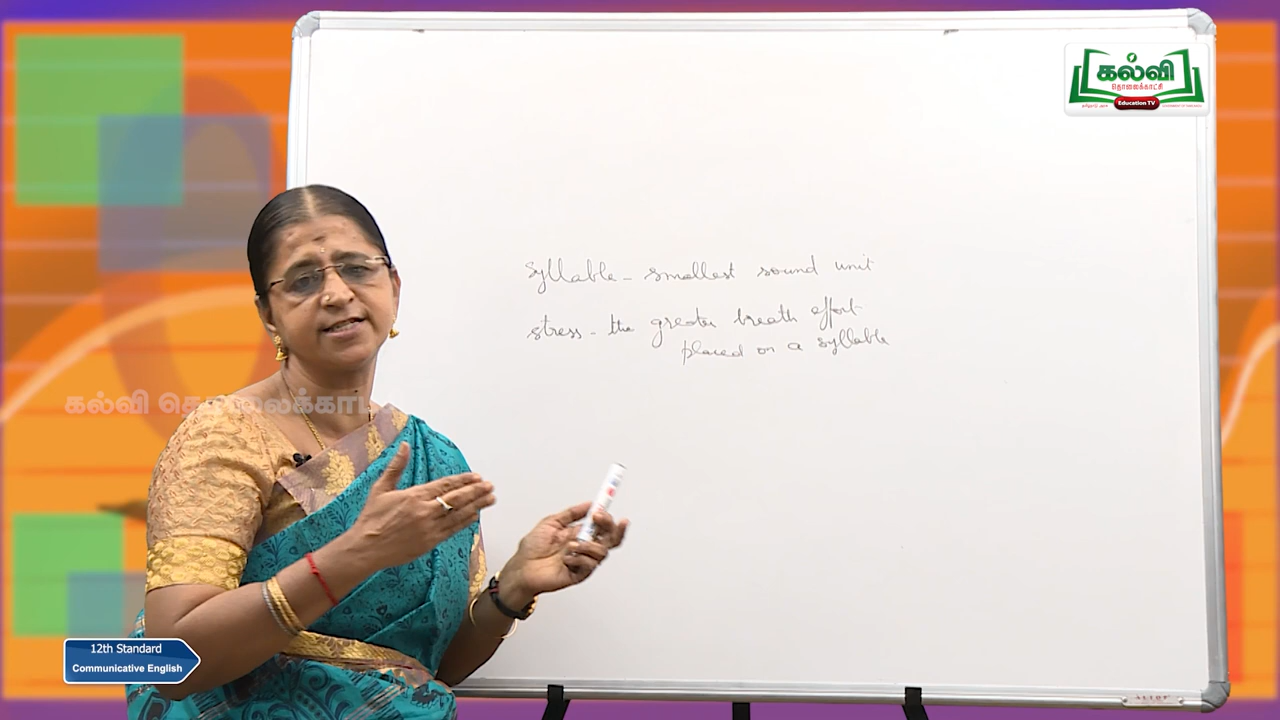 கல்வி
தொலைக்காட்சி
Education TV
Syllable - smallest sound unit
stress - the greater breath effort
placed on a syllable
கல்வி தொலைக்காட்
12th Standard
Communicative English